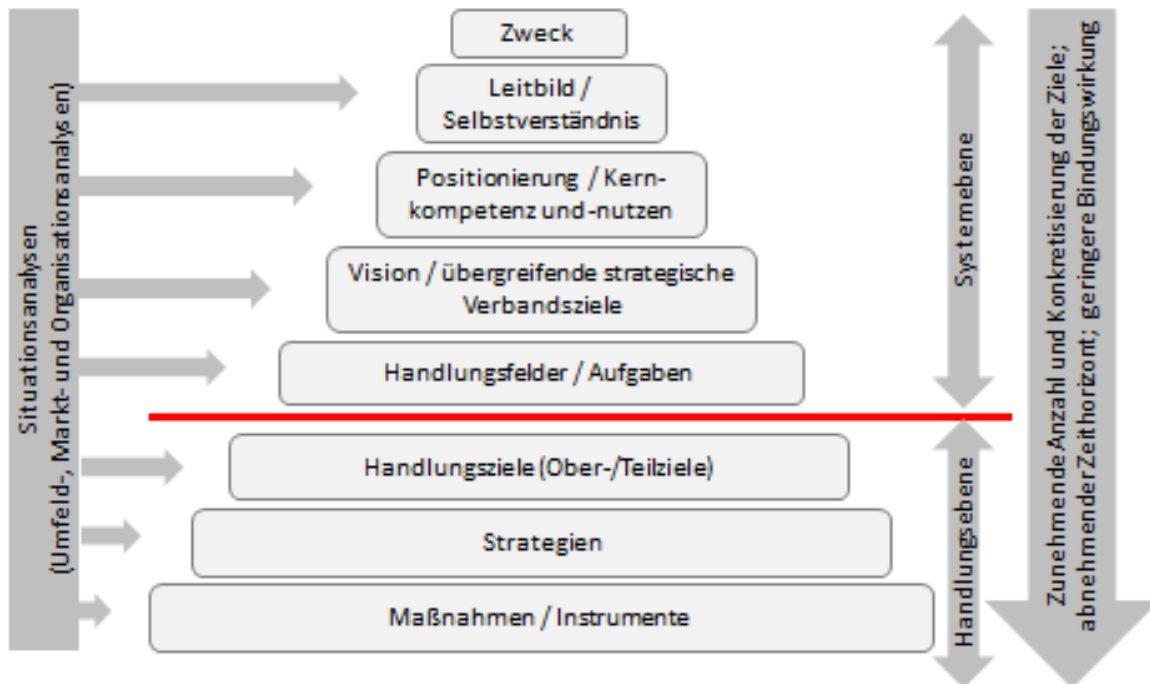 Situationsanalysen
(Umfeld-, Markt- und Organisationsanalysen)
Zweck
Leitbild /
Selbstverständnis
Positionierung / Kern-
kompetenz und -nutzen
Vision / übergreifende strategische
Verbandsziele
Handlungsfelder / Aufgaben
Handlungsziele (Ober-/Teilziele)
Strategien
Maßnahmen / Instrumente
Systemebene
Handlungsebene
Zunehmende Anzahl und Konkretisierung der Ziele;
abnehmender Zeithorizont; geringere Bindungswirkung